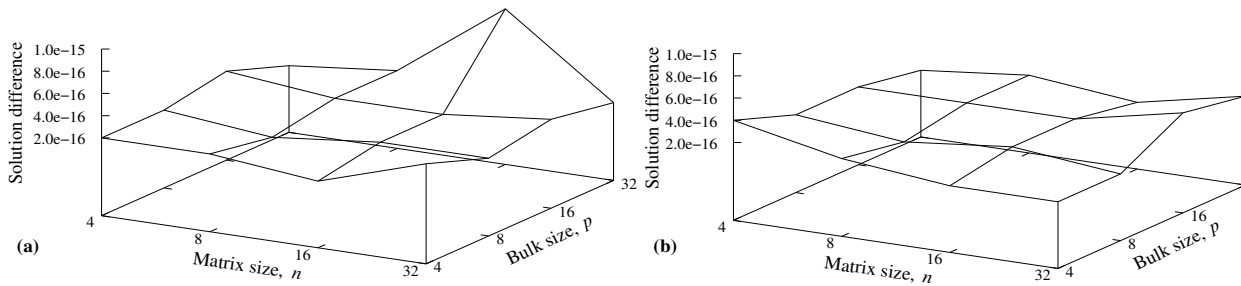 Solution difference
1.0e−15
8.0e−16
6.0e−16
4.0e−16
2.0e−16
4
8
16
32
Matrix size, n
4
8
16
32
Bulk size, p
(a)
Solution difference
1.0e−15
8.0e−16
6.0e−16
4.0e−16
2.0e−16
4
8
16
32
Matrix size, n
4
8
16
Bulk size, p
(b)